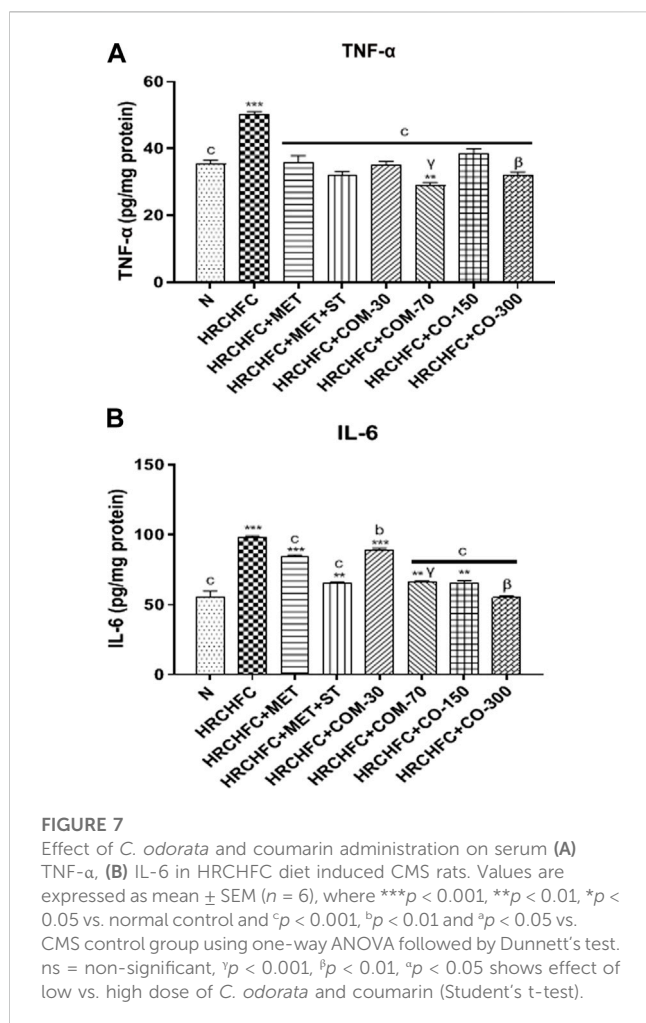 A
TNF-α
TNF-α (pg/mg protein)
60
40
20
0
c
***
c
γ
**
β
N
HRCHFC
HRCHFC+MET
HRCHFC+MET+ST
HRCHFC+COM-30
HRCHFC+COM-70
HRCHFC+CO-150
HRCHFC+CO-300
B
IL-6
IL-6 (pg/mg protein)
150
100
50
0
c
***
c
***
c
**
b
***
c
** γ
**
β
N
HRCHFC
HRCHFC+MET
HRCHFC+MET+ST
HRCHFC+COM-30
HRCHFC+COM-70
HRCHFC+CO-150
HRCHFC+CO-300
FIGURE 7
Effect of C. odorata and coumarin administration on serum (A)
TNF-α, (B) IL-6 in HRCHFC diet induced CMS rats. Values are
expressed as mean ± SEM (n = 6), where ***p < 0.001, **p < 0.01, *p <
0.05 vs. normal control and ᶜp < 0.001, ᵇp < 0.01 and ᵃp < 0.05 vs.
CMS control group using one-way ANOVA followed by Dunnett's test.
ns = non-significant, ᵞp < 0.001, ᵝp < 0.01, ᵅp < 0.05 shows effect of
low vs. high dose of C. odorata and coumarin (Student's t-test).